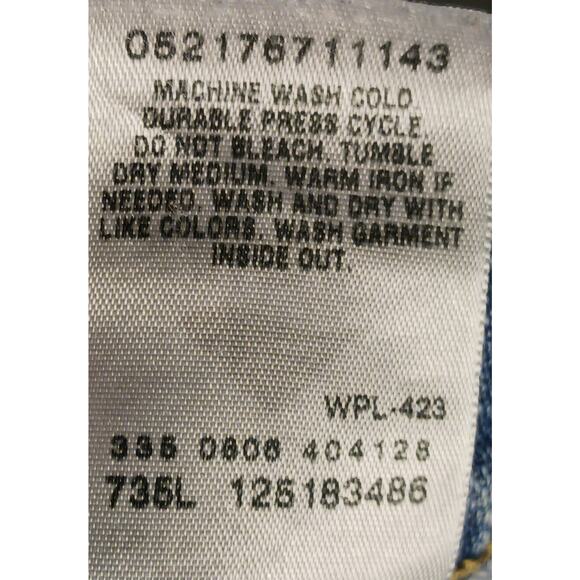 052176711143
MACHINE WASH COLD.
DURABLE PRESS CYCLE.
DO NOT BLEACH. TUMBLE
DRY MEDIUM. WARM IRON IF
NEEDED. WASH AND DRY WITH
LIKE COLORS. WASH GARMENT
INSIDE OUT.
WPL-423
335 0806 404128
735L 125183486